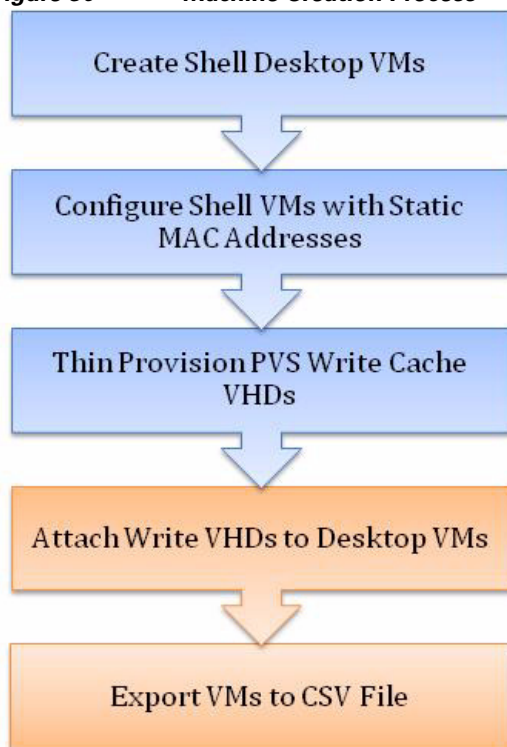 Machine Creation Process
Create Shell Desktop VMs
Configure Shell VMs with Static
MAC Addresses
Thin Provision PVS Write Cache
VHDs
Attach Write VHDs to Desktop VMs
Export VMs to CSV File